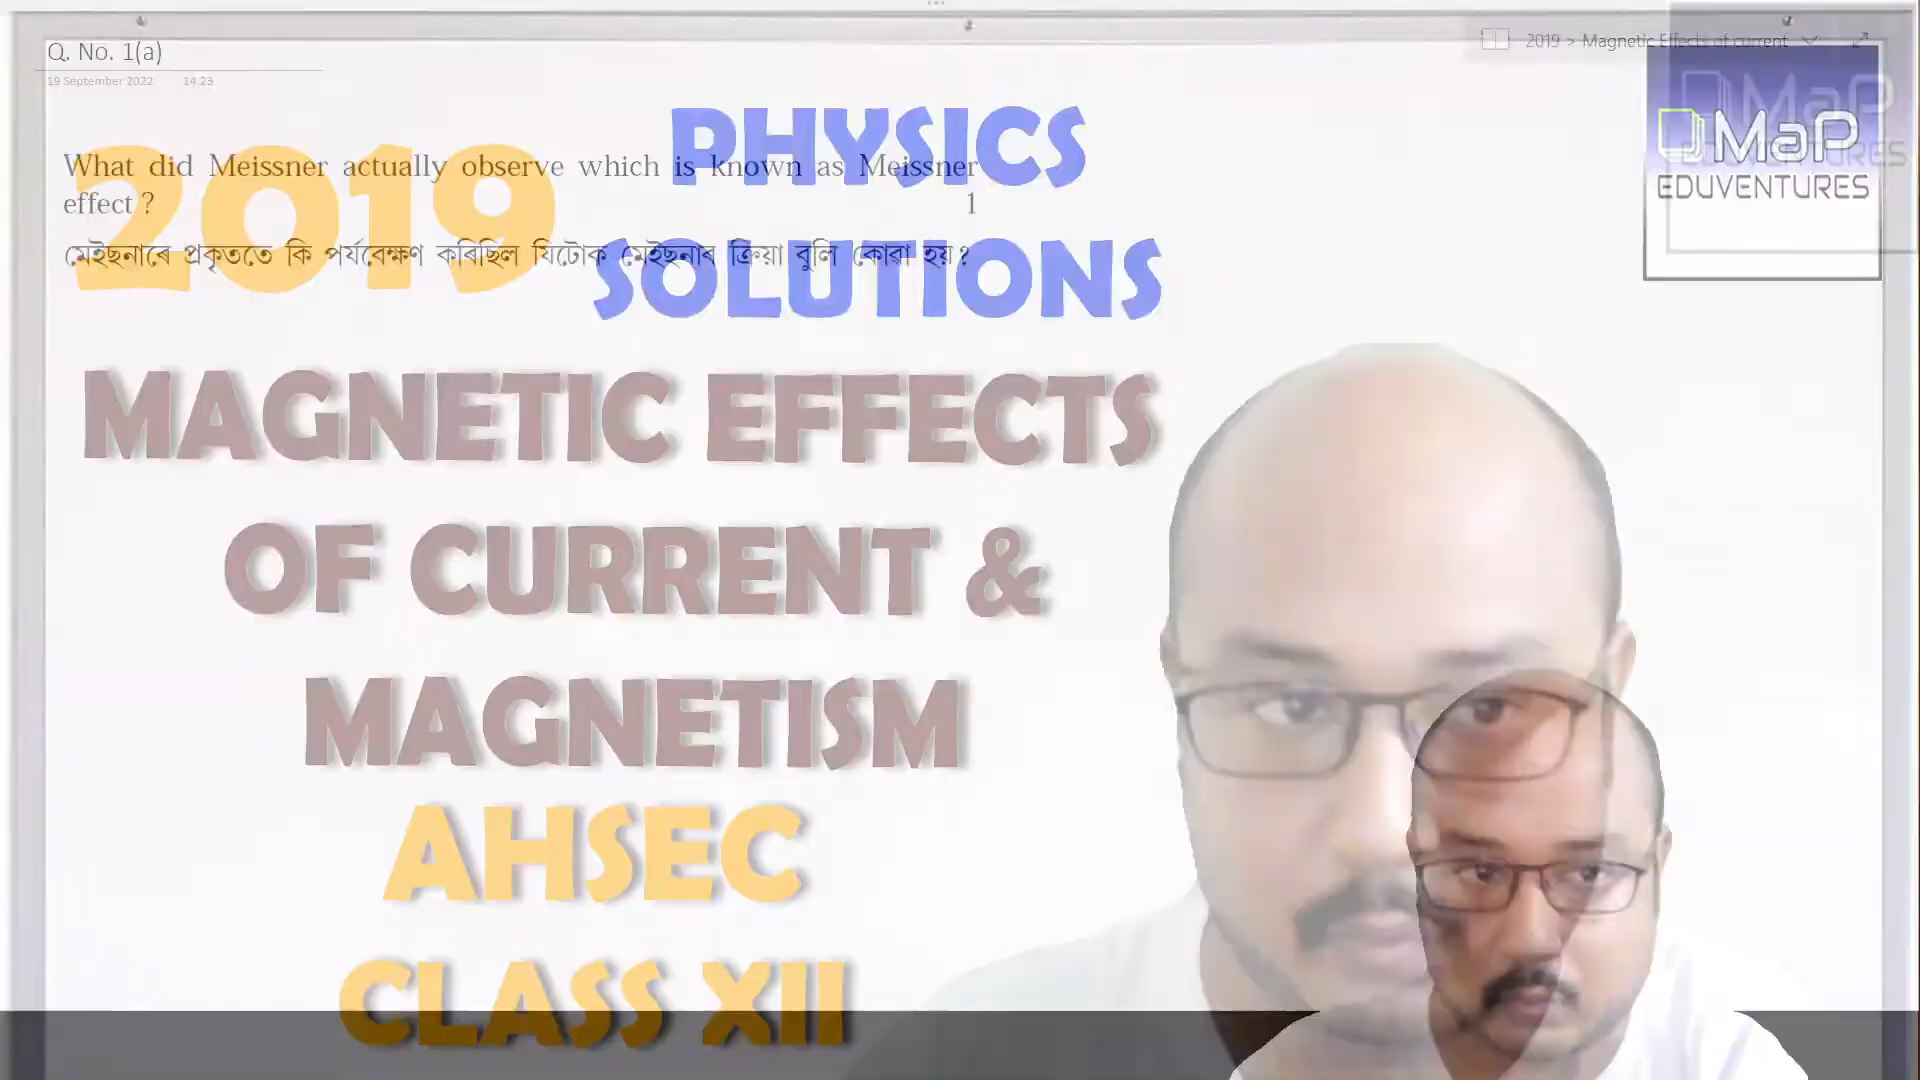 Q. No. 1(a)
19 September 2022 14.23
2019 > Magnetic Effects of current
What did Meissner actually observe which is known as Meissner
effect ? 1
মেইছনাৰে প্ৰকৃততে কি পৰ্যবেক্ষণ কৰিছিল যিটোক মেইছনাৰ ক্ৰিয়া বুলি কোৱা হয় ?
2019
PHYSICS
SOLUTIONS
MAGNETIC EFFECTS
OF CURRENT &
MAGNETISM
AHSEC
CLASS XII
MaP
EDUVENTURES
MaP
EDUVENTURES